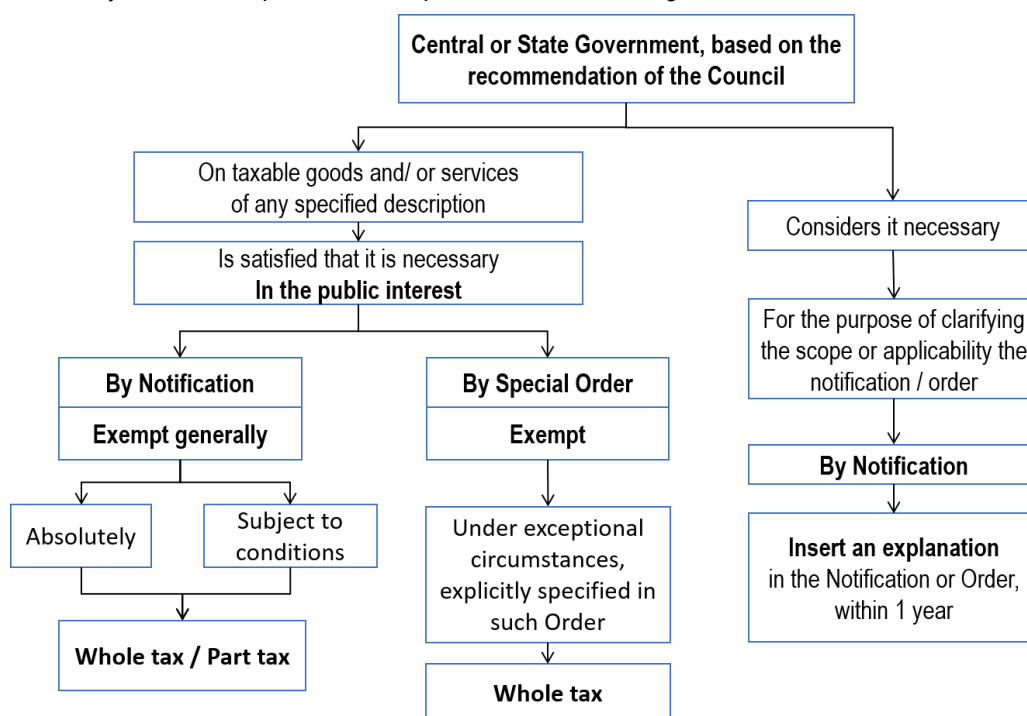 Central or State Government, based on the
recommendation of the Council
On taxable goods and/ or services
of any specified description
Is satisfied that it is necessary
In the public interest
By Notification
Exempt generally
Absolutely
Subject to
conditions
Whole tax / Part tax
By Special Order
Exempt
Under exceptional
circumstances,
explicitly specified in
such Order
Whole tax
Considers it necessary
For the purpose of clarifying
the scope or applicability the
notification / order
By Notification
Insert an explanation
in the Notification or Order,
within 1 year